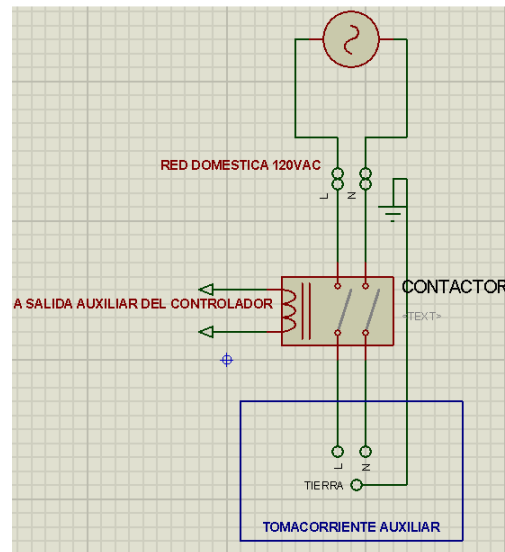 RED DOMESTICA 120VAC
L
N
CONTACTOR
A SALIDA AUXILIAR DEL CONTROLADOR
<TEXT>
L
N
TIERRA
TOMACORRIENTE AUXILIAR